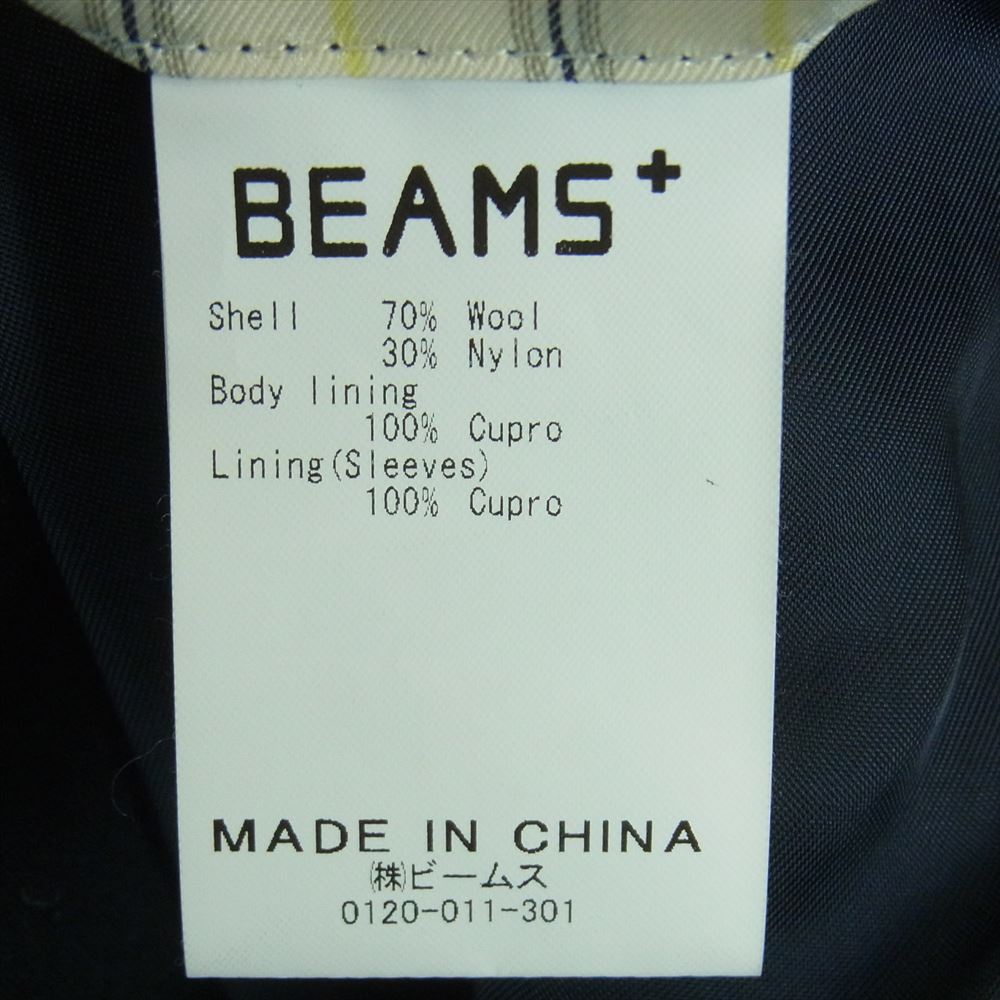 BEAMS+
Shell 70% Wool
30% Nylon
Body lining
100% Cupro
Lining(Sleeves)
100% Cupro
MADE IN CHINA
㈱ビームス
0120-011-301